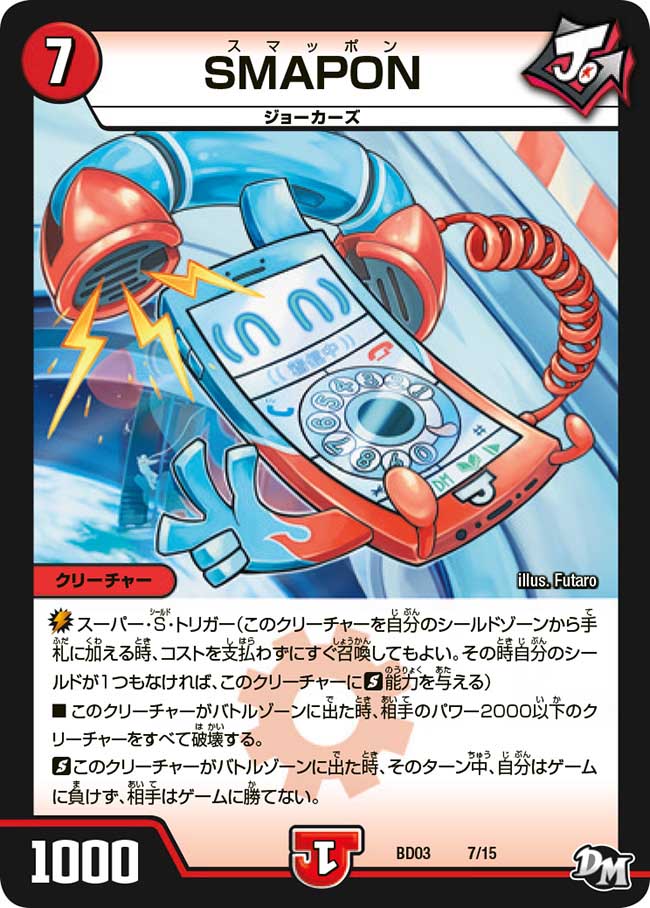 7
スマッポン
SMAPON
ジョーカーズ
クリーチャー
illus. Futaro
スーパー・S・トリガー(このクリーチャーを自分のシールドゾーンから手
札に加える時、コストを支払わずにすぐ召喚してもよい。その時自分のシー
ルドが1つもなければ、このクリーチャーにS能力を与える)
■ このクリーチャーがバトルゾーンに出た時、相手のパワー2000以下のク
リーチャーをすべて破壊する。
Sこのクリーチャーがバトルゾーンに出た時、そのターン中、自分はゲーム
に負けず、相手はゲームに勝てない。
1000
BD03 7/15
DM